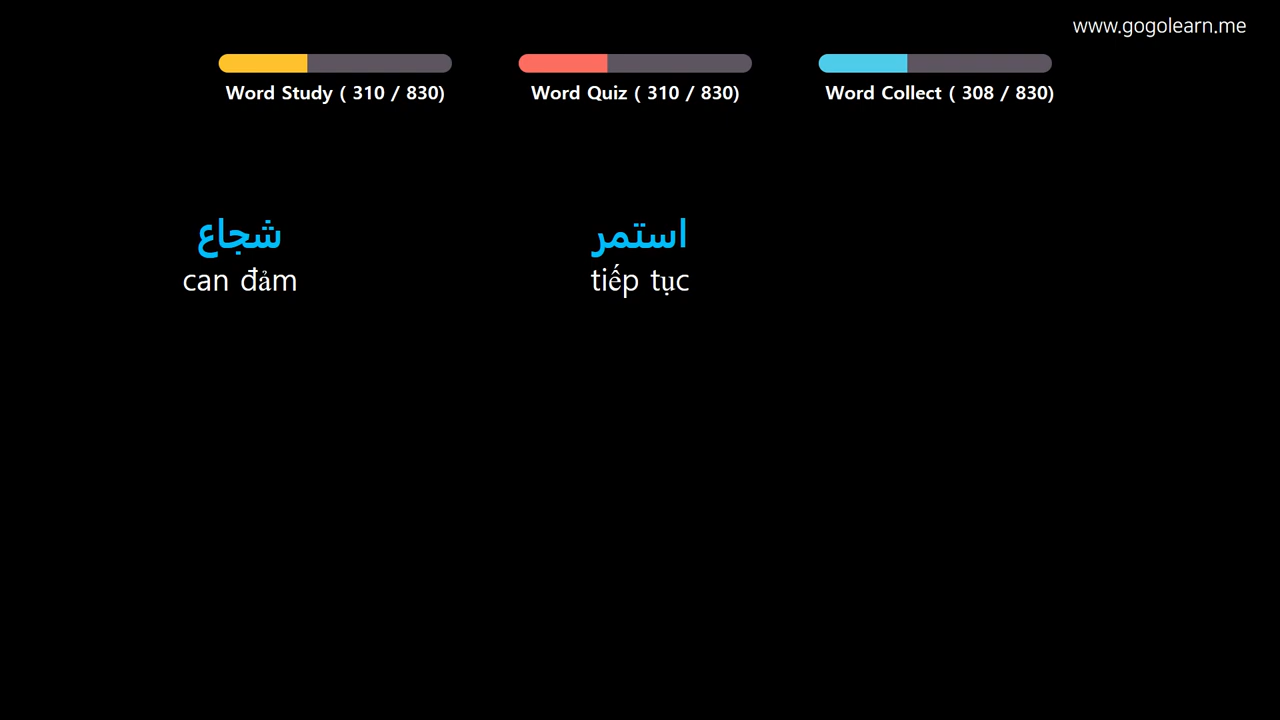 www.gogolearn.me
Word Study ( 310 / 830)
Word Quiz ( 310 / 830)
Word Collect ( 308 / 830)
شجاع
can đảm
استمر
tiếp tục